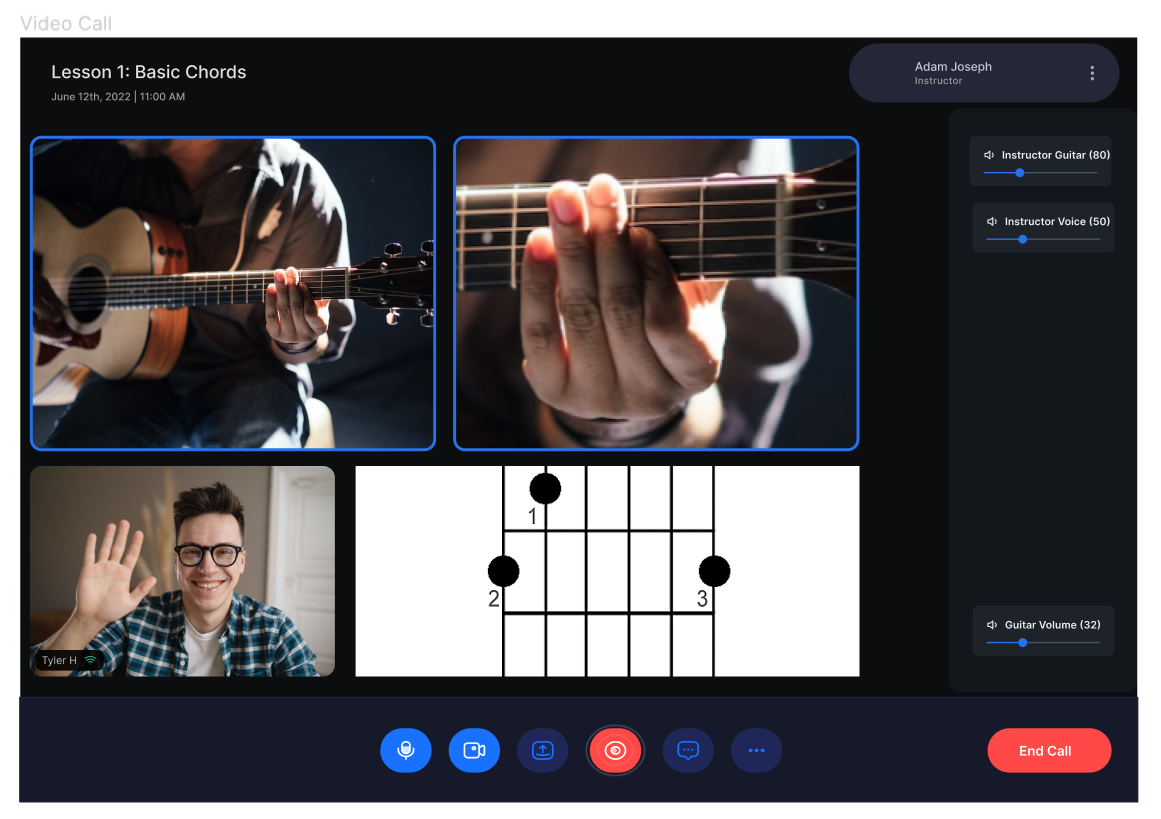 Video Call
Lesson 1: Basic Chords
June 12th, 2022 | 11:00 AM
Adam Joseph
Instructor
Instructor Guitar (80)
Instructor Voice (50)
1
2
3
Tyler H
Guitar Volume (32)
End Call